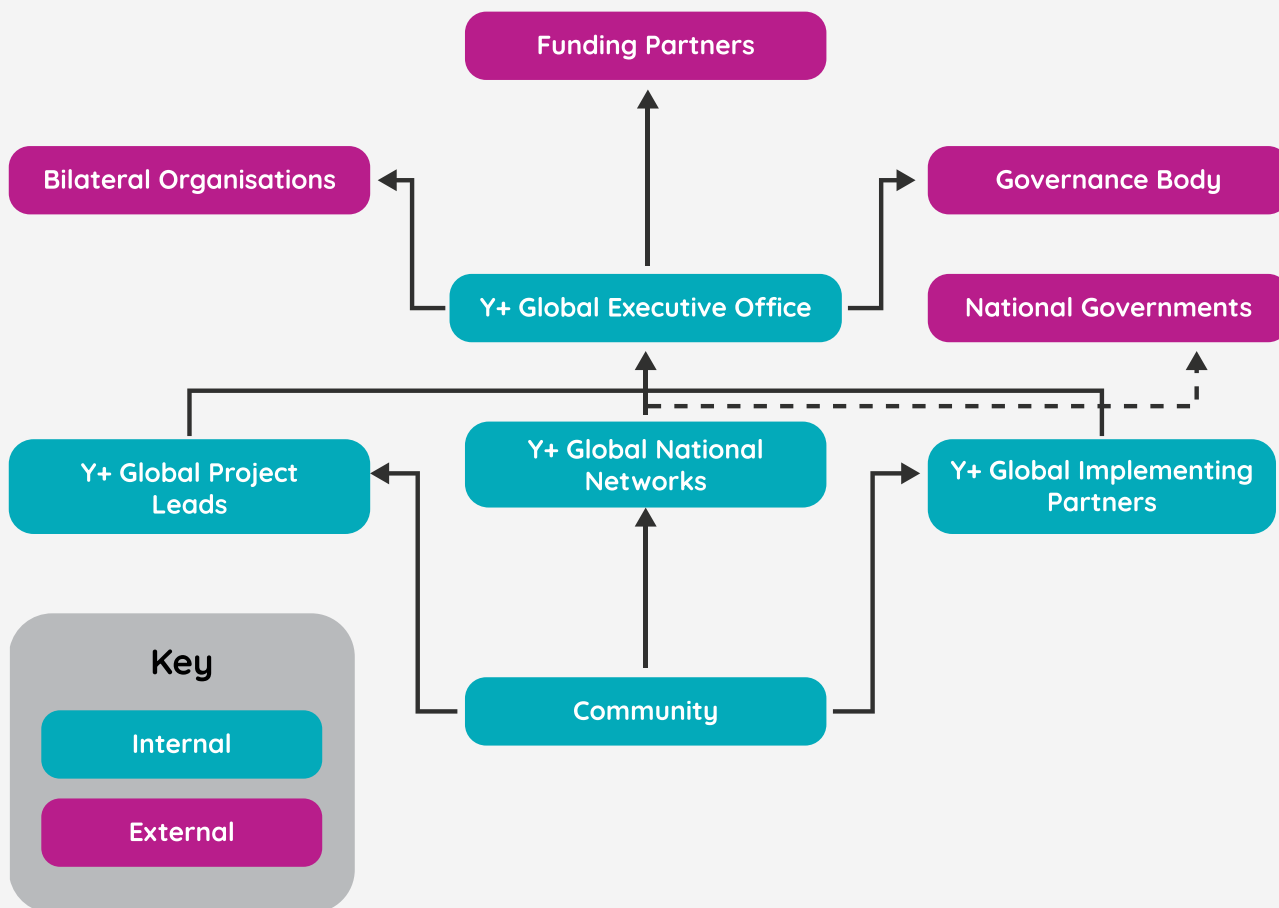 Funding Partners
Bilateral Organisations
Governance Body
Y+ Global Executive Office
National Governments
Y+ Global Project
Leads
Y+ Global National
Networks
Y+ Global Implementing
Partners
Key
Internal
External
Community